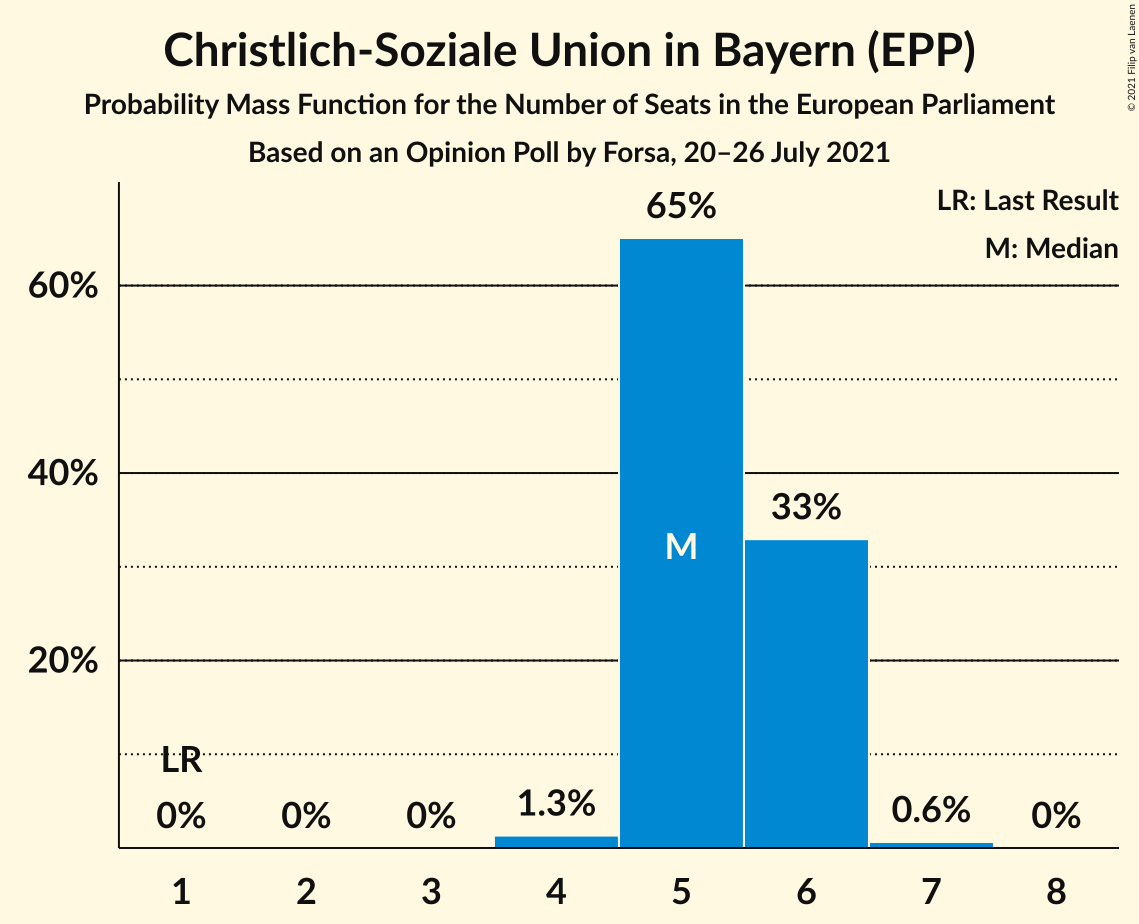 Christlich-Soziale Union in Bayern (EPP)
Probability Mass Function for the Number of Seats in the European Parliament
Based on an Opinion Poll by Forsa, 20–26 July 2021
© 2021 Filip van Laenen
LR: Last Result
M: Median
65%
60%
40%
33%
M
20%
LR
0% 0% 0% 1.3% 0.6% 0%
1 2 3 4 5 6 7 8